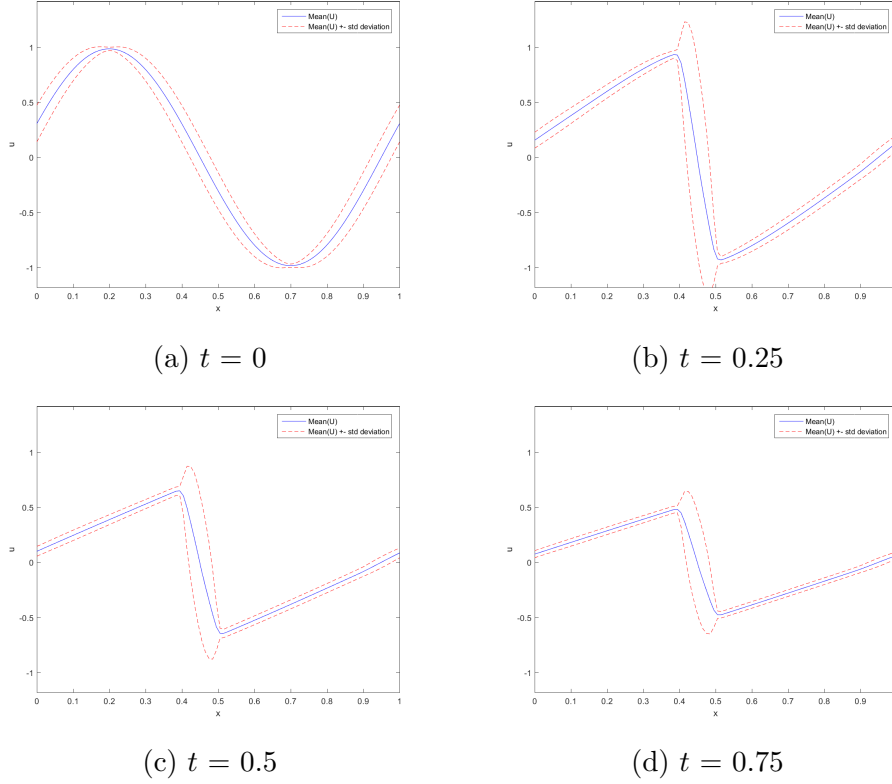 Mean(U)
Mean(U) +- std deviation
1
0.5
0
-0.5
-1
u
0 0.1 0.2 0.3 0.4 0.5 0.6 0.7 0.8 0.9 1
x
(a) t = 0
Mean(U)
Mean(U) +- std deviation
1
0.5
0
-0.5
-1
u
0 0.1 0.2 0.3 0.4 0.5 0.6 0.7 0.8 0.9
x
(b) t = 0.25
Mean(U)
Mean(U) +- std deviation
1
0.5
0
-0.5
-1
u
0 0.1 0.2 0.3 0.4 0.5 0.6 0.7 0.8 0.9 1
x
(c) t = 0.5
Mean(U)
Mean(U) +- std deviation
1
0.5
0
-0.5
-1
u
0 0.1 0.2 0.3 0.4 0.5 0.6 0.7 0.8 0.9
x
(d) t = 0.75